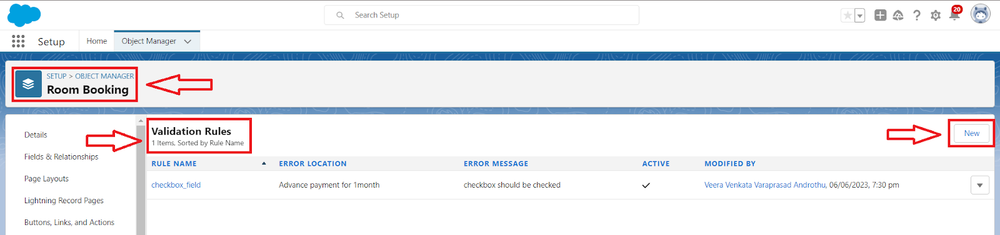 Search Setup
20
Setup
Home
Object Manager
SETUP > OBJECT MANAGER
Room Booking
Details
Fields & Relationships
Page Layouts
Lightning Record Pages
Buttons, Links, and Actions
Validation Rules
1 Items, Sorted by Rule Name
New
RULE NAME ERROR LOCATION ERROR MESSAGE ACTIVE MODIFIED BY
checkbox_field Advance payment for 1month checkbox should be checked Veera Venkata Varaprasad Androthu, 06/06/2023, 7:30 pm